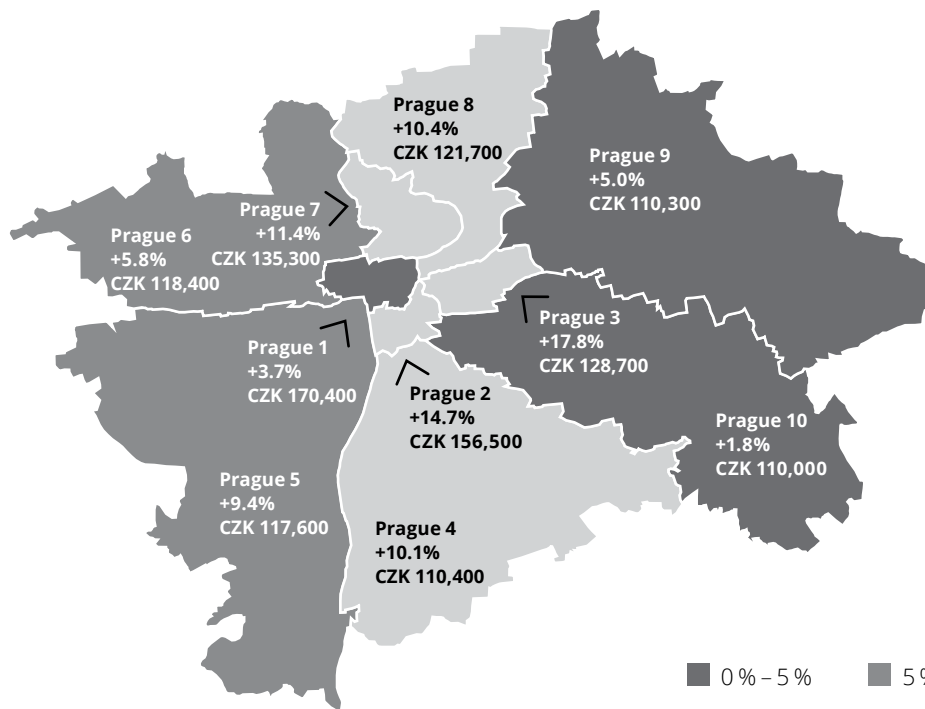 Prague 8
+10.4%
CZK 121,700
Prague 9
+5.0%
CZK 110,300
Prague 7
+11.4%
CZK 135,300
Prague 6
+5.8%
CZK 118,400
Prague 3
+17.8%
CZK 128,700
Prague 1
+3.7%
CZK 170,400
Prague 2
+14.7%
CZK 156,500
Prague 10
+1.8%
CZK 110,000
Prague 5
+9.4%
CZK 117,600
Prague 4
+10.1%
CZK 110,400
0 % – 5 %
5